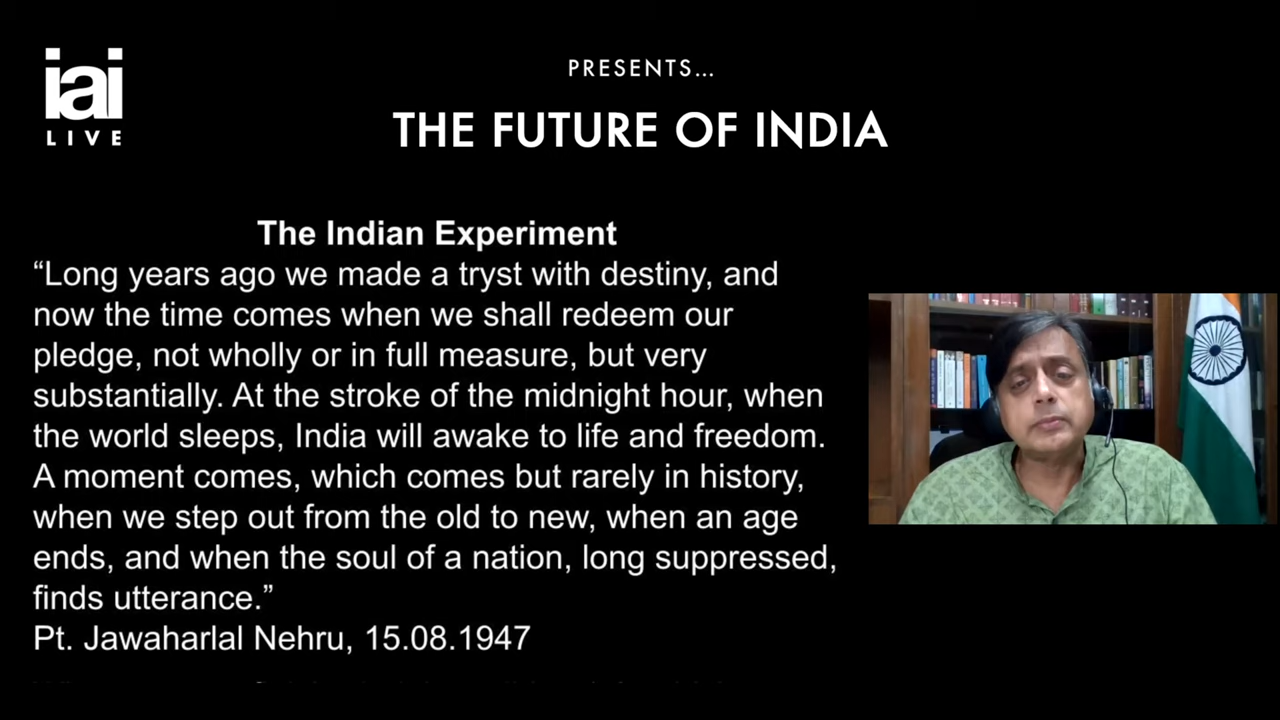 iai
LIVE
PRESENTS...
THE FUTURE OF INDIA
The Indian Experiment
“Long years ago we made a tryst with destiny, and
now the time comes when we shall redeem our
pledge, not wholly or in full measure, but very
substantially. At the stroke of the midnight hour, when
the world sleeps, India will awake to life and freedom.
A moment comes, which comes but rarely in history,
when we step out from the old to new, when an age
ends, and when the soul of a nation, long suppressed,
finds utterance.”
Pt. Jawaharlal Nehru, 15.08.1947